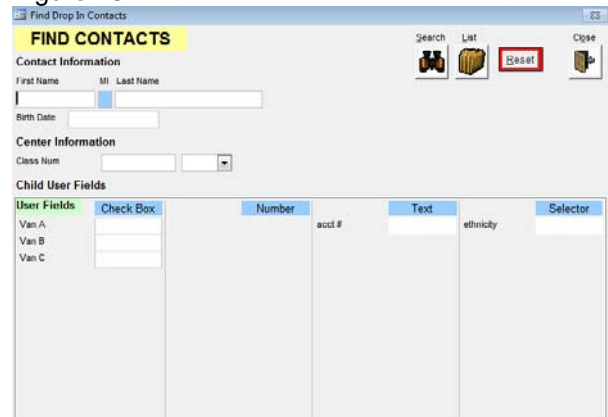 Find Drop In Contacts
FIND CONTACTS
Search List Close
Reset
Contact Information
First Name MI Last Name
Birth Date
Center Information
Class Num
Child User Fields
User Fields Check Box Number Text Selector
Van A acct # ethnicity
Van B
Van C